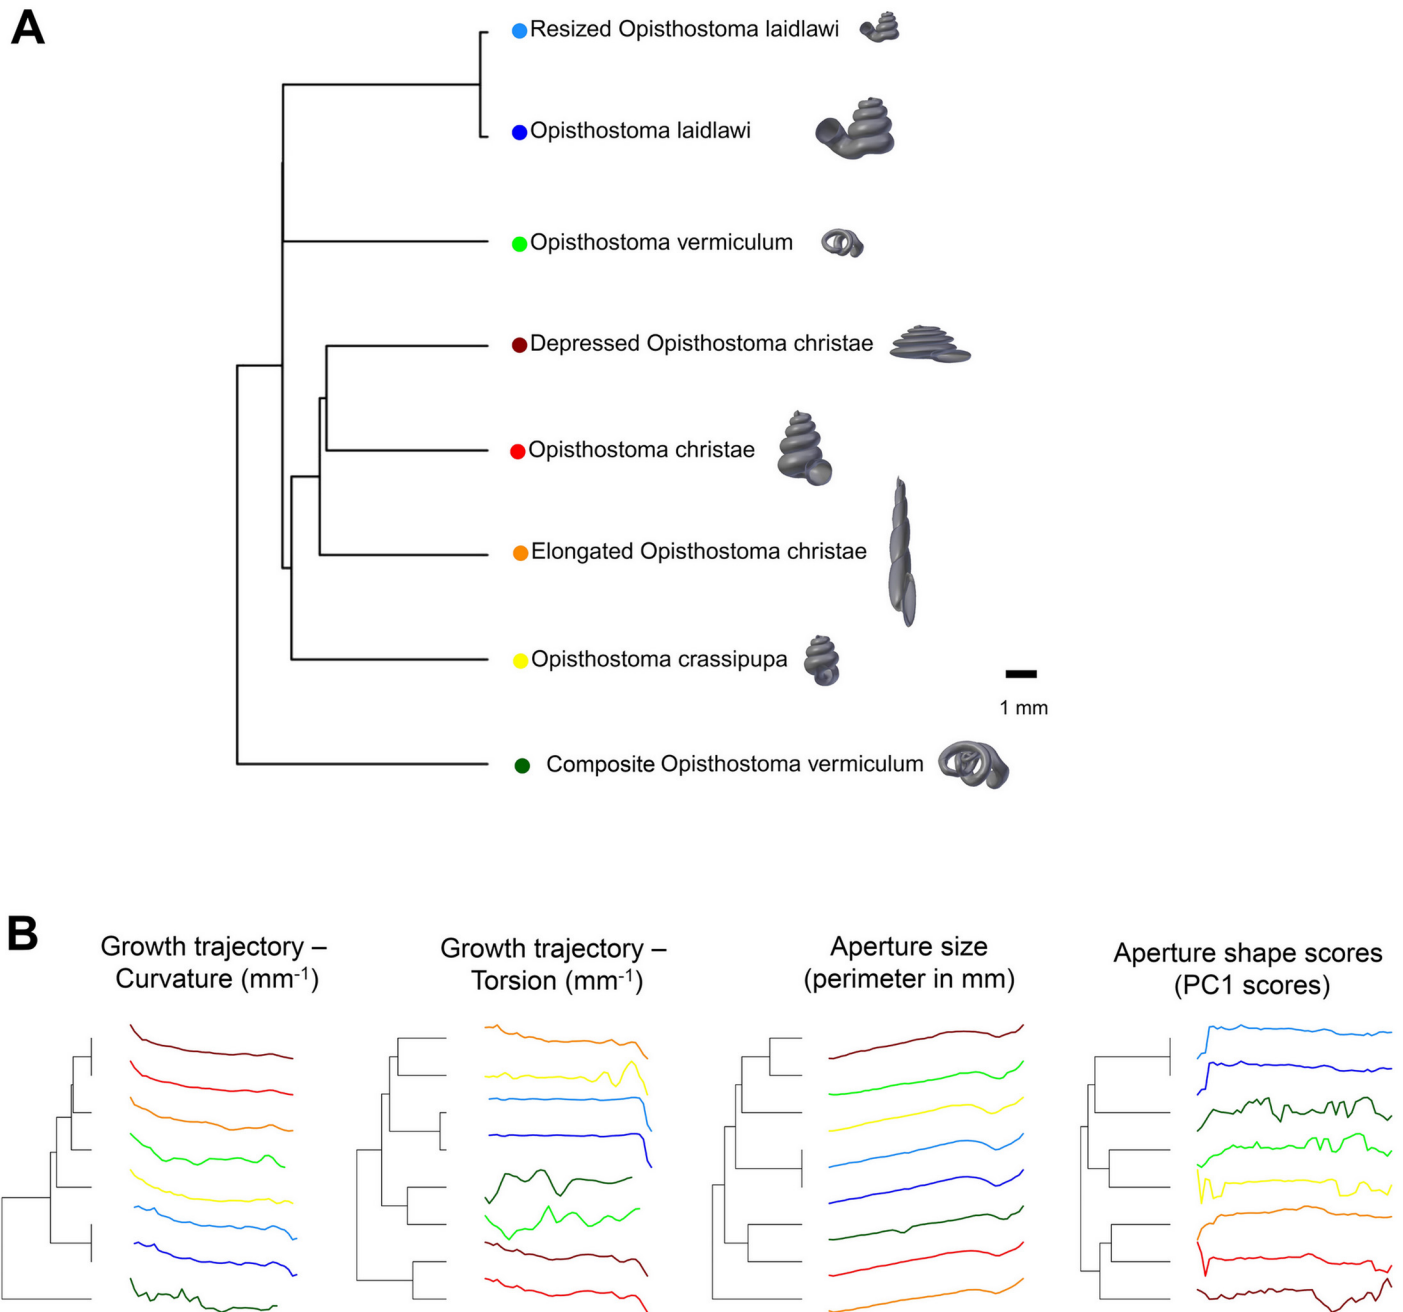 A
Resized Opisthostoma laidlawi
Opisthostoma laidlawi
Opisthostoma vermiculum
Depressed Opisthostoma christae
Opisthostoma christae
Elongated Opisthostoma christae
Opisthostoma crassipupa
1 mm
Composite Opisthostoma vermiculum
B
Growth trajectory –
Curvature (mm⁻¹)
Growth trajectory –
Torsion (mm⁻¹)
Aperture size
(perimeter in mm)
Aperture shape scores
(PC1 scores)